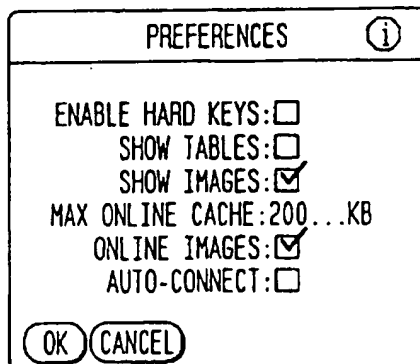 PREFERENCES i
ENABLE HARD KEYS:
SHOW TABLES:
SHOW IMAGES:
MAX ONLINE CACHE:200...KB
ONLINE IMAGES:
AUTO-CONNECT:
OK CANCEL